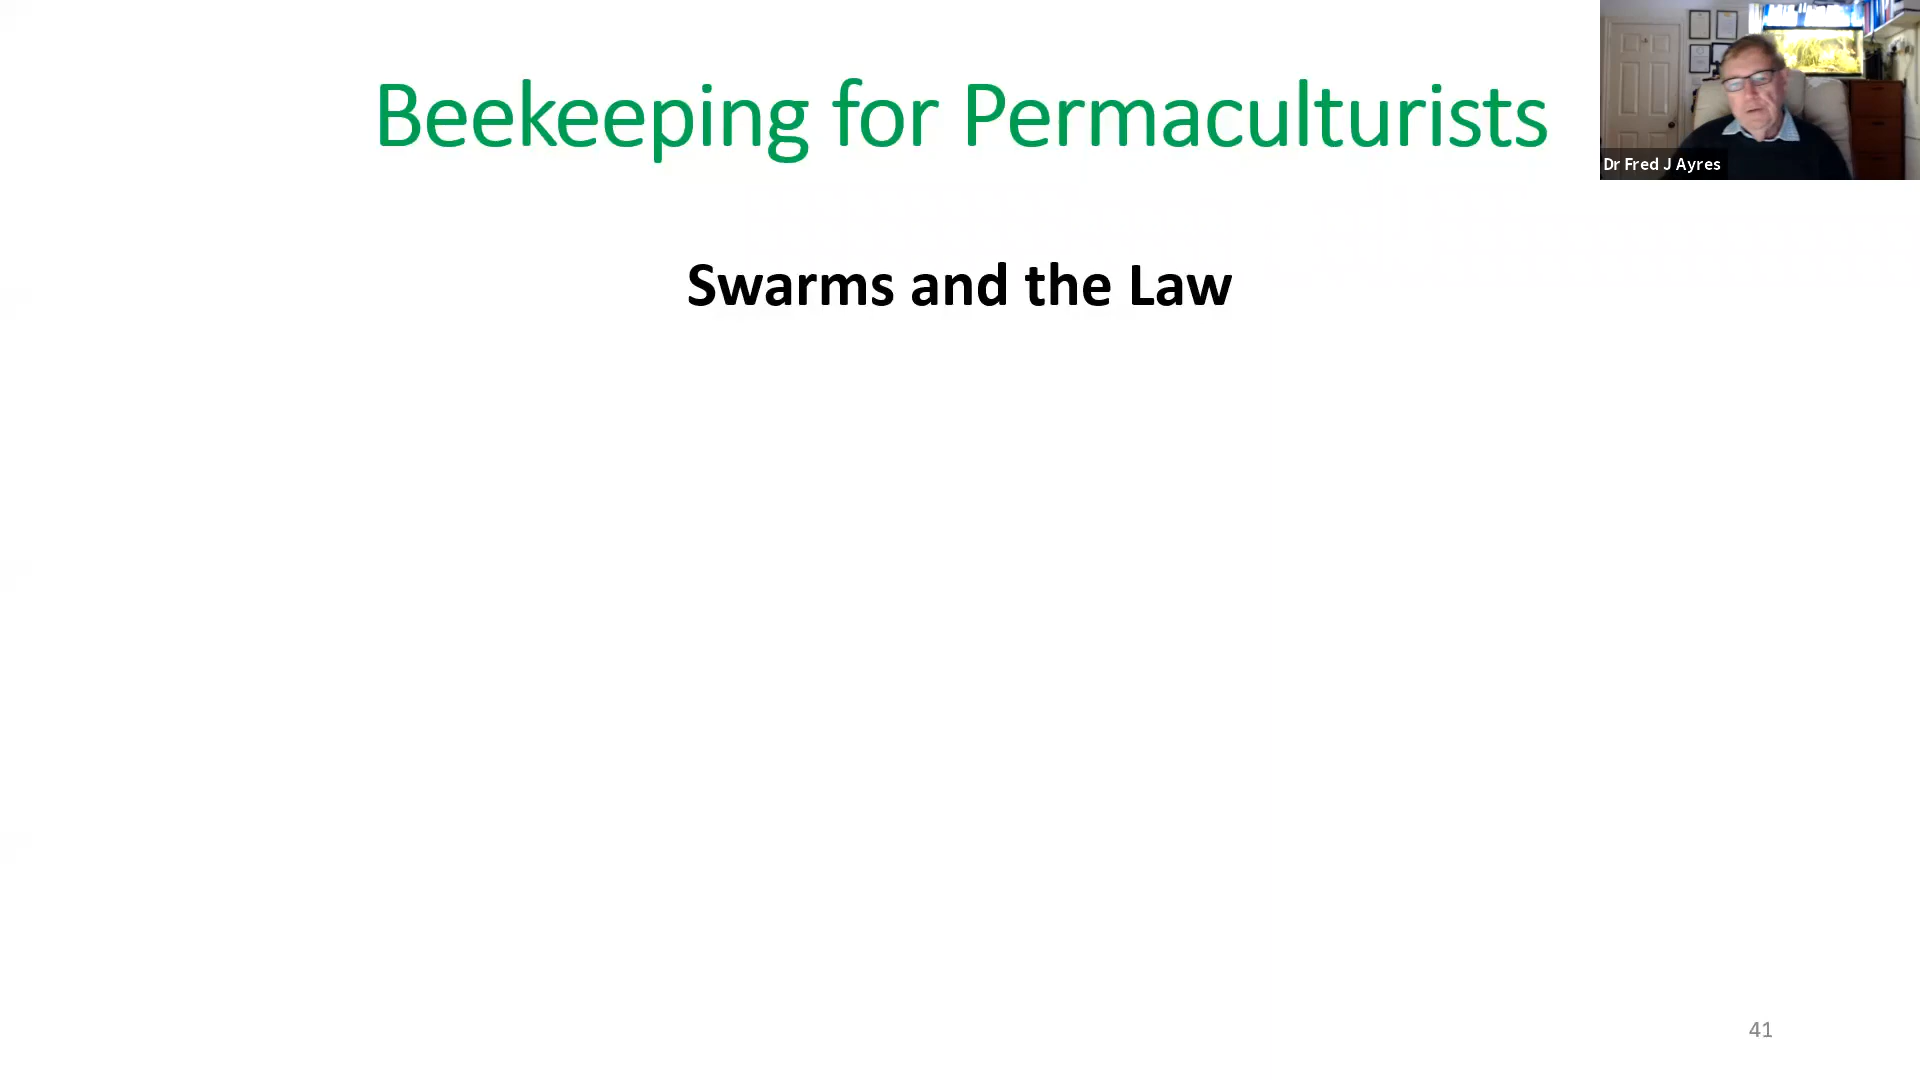 Beekeeping for Permaculturists
Dr Fred J Ayres
Swarms and the Law
41